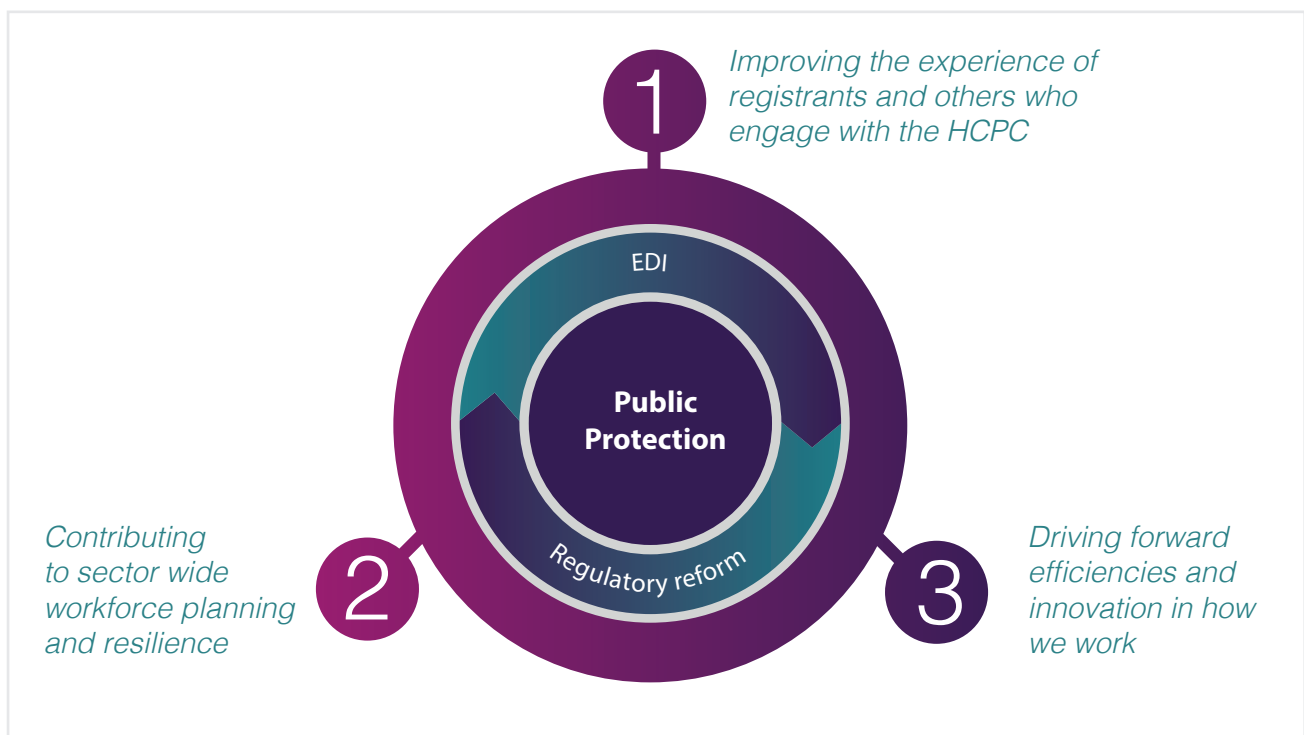 1
Improving the experience of
registrants and others who
engage with the HCPC
EDI
Public
Protection
Regulatory reform
2
Contributing
to sector wide
workforce planning
and resilience
3
Driving forward
efficiencies and
innovation in how
we work